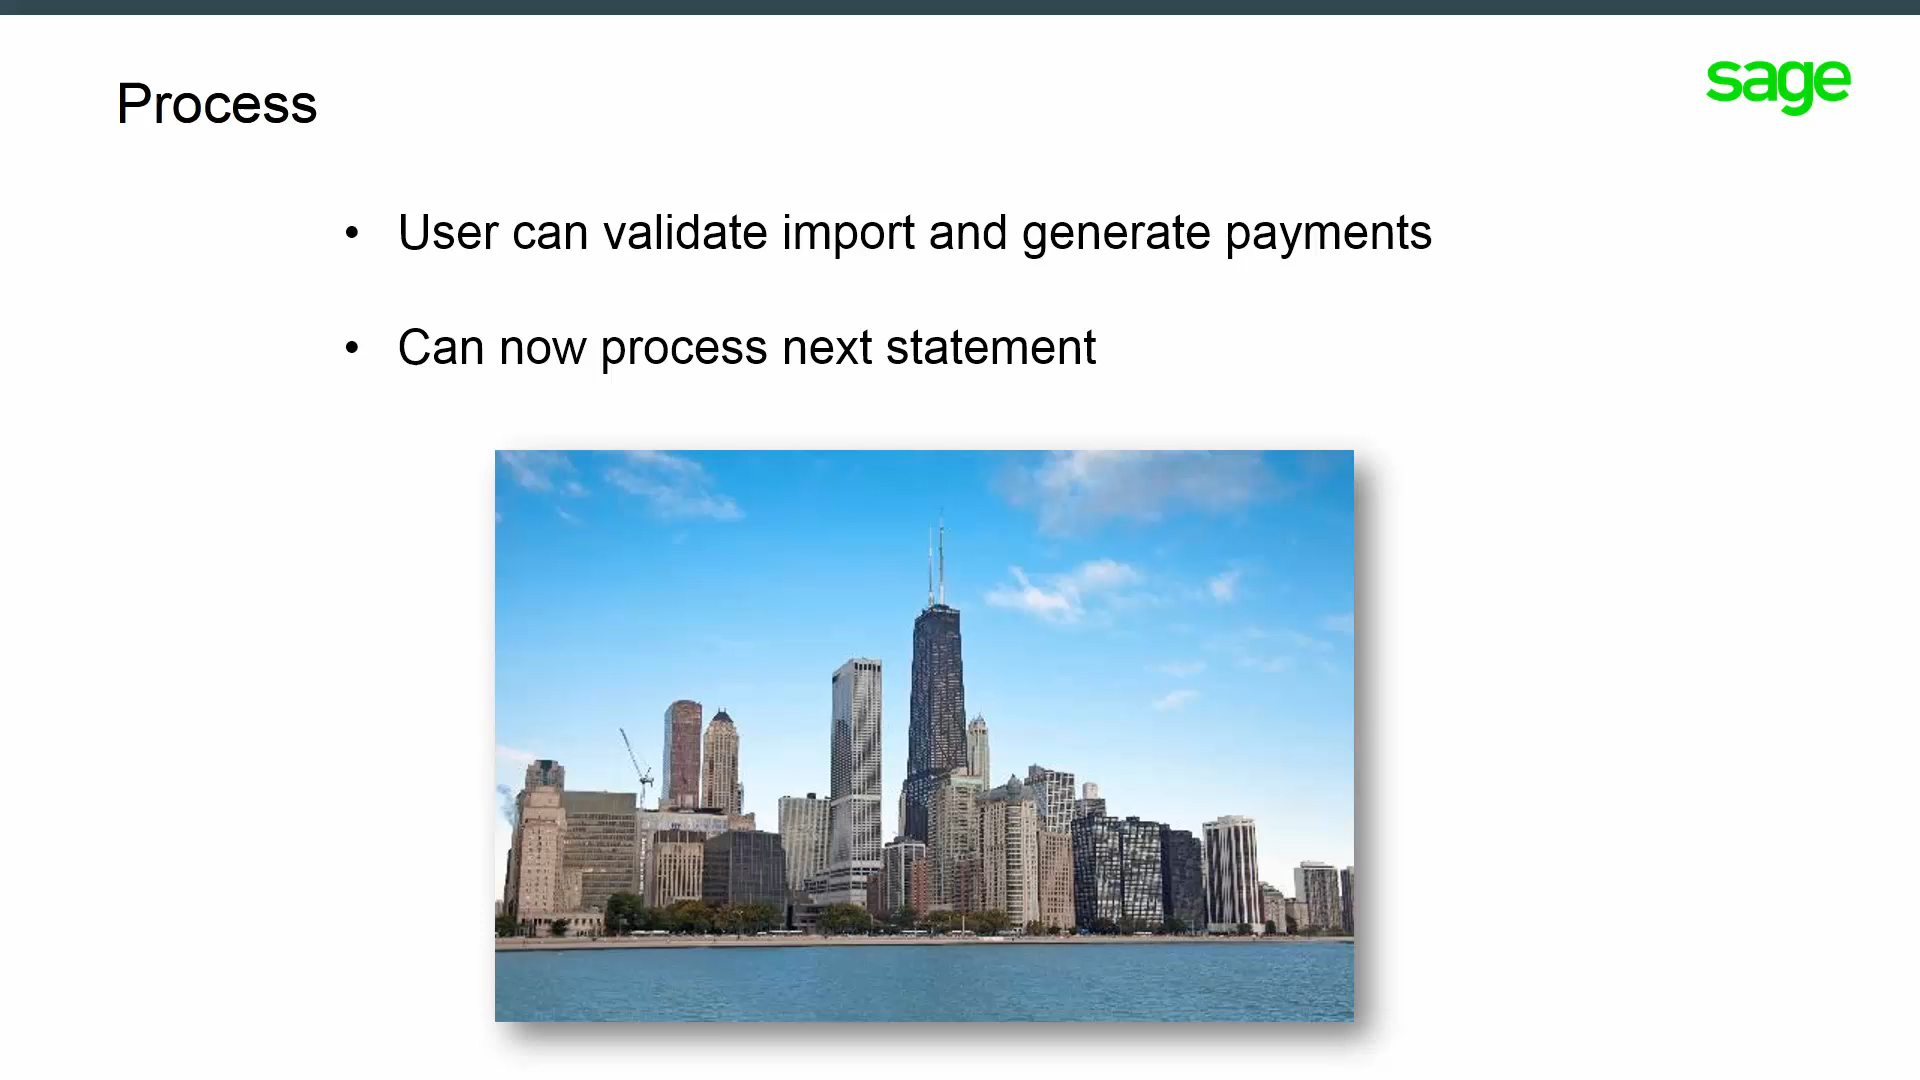 Process
sage
• User can validate import and generate payments
• Can now process next statement